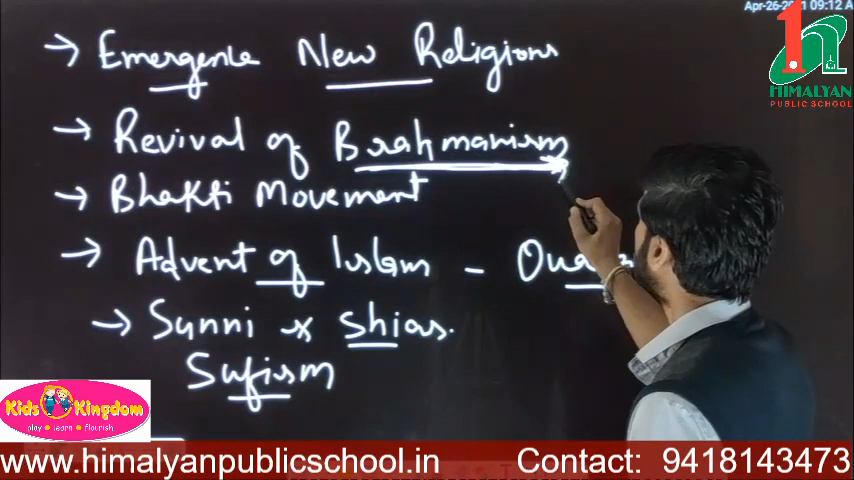 Apr-26-2021 09:12 A
→ Emergence New Religions
→ Revival of Brahmanism
→ Bhakti Movement
→ Advent of Islam -
→ Sunni x Shias.
Sufism
HIMALYAN
PUBLIC SCHOOL
Kids Kingdom
play • learn • flourish
www.himalyanpublicschool.in Contact: 9418143473